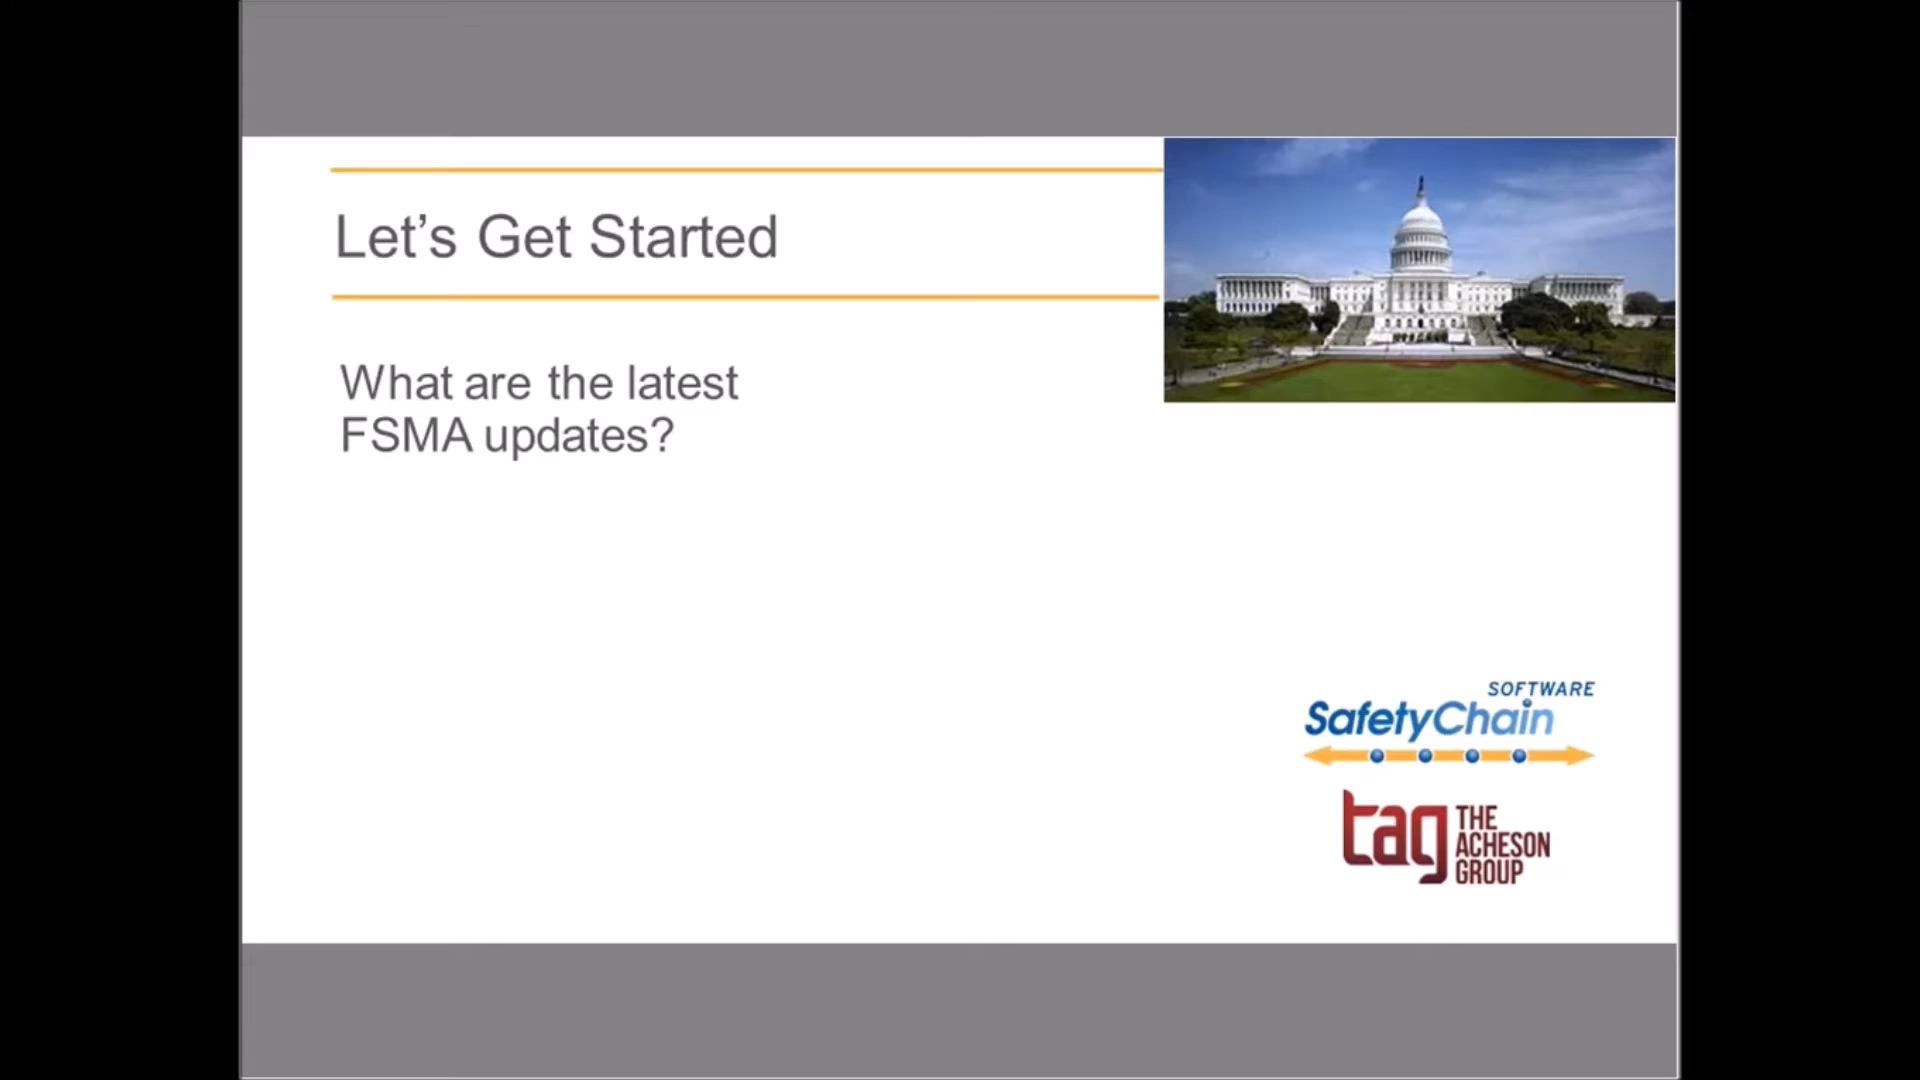 Let’s Get Started
What are the latest
FSMA updates?
SOFTWARE
SafetyChain
tag THE
ACHESON
GROUP